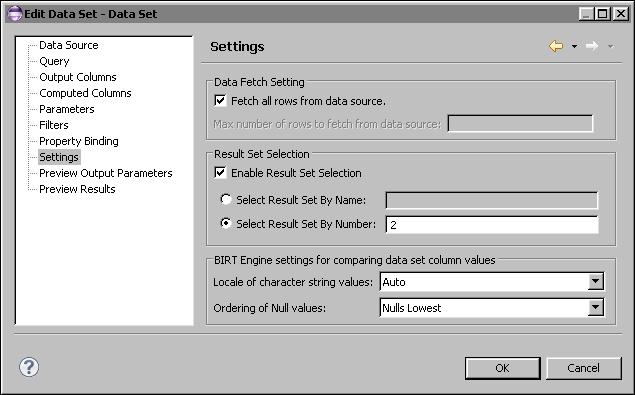 Edit Data Set - Data Set
Data Source
Query
Output Columns
Computed Columns
Parameters
Filters
Property Binding
Settings
Preview Output Parameters
Preview Results
Settings
Data Fetch Setting
Fetch all rows from data source.
Max number of rows to fetch from data source:
Result Set Selection
Enable Result Set Selection
Select Result Set By Name:
Select Result Set By Number: 2
BIRT Engine settings for comparing data set column values
Locale of character string values: Auto
Ordering of Null values: Nulls Lowest
? OK Cancel